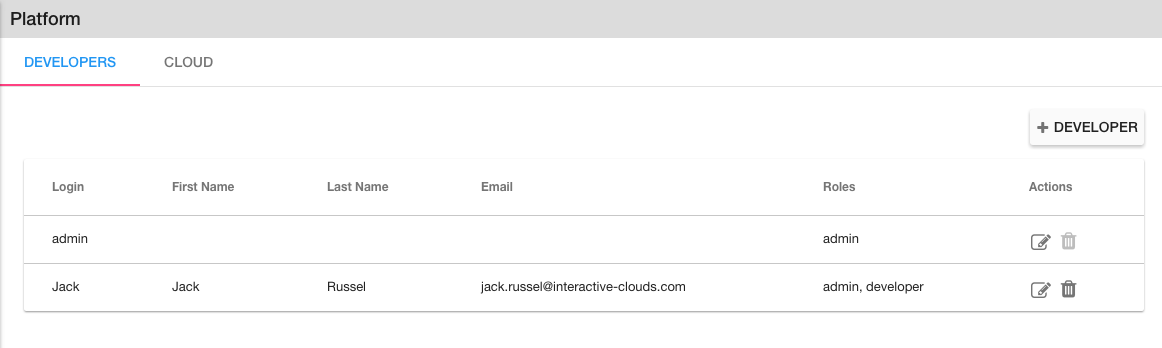 Platform
DEVELOPERS CLOUD
+ DEVELOPER
Login First Name Last Name Email Roles Actions
admin admin
Jack Jack Russel jack.russel@interactive-clouds.com admin, developer